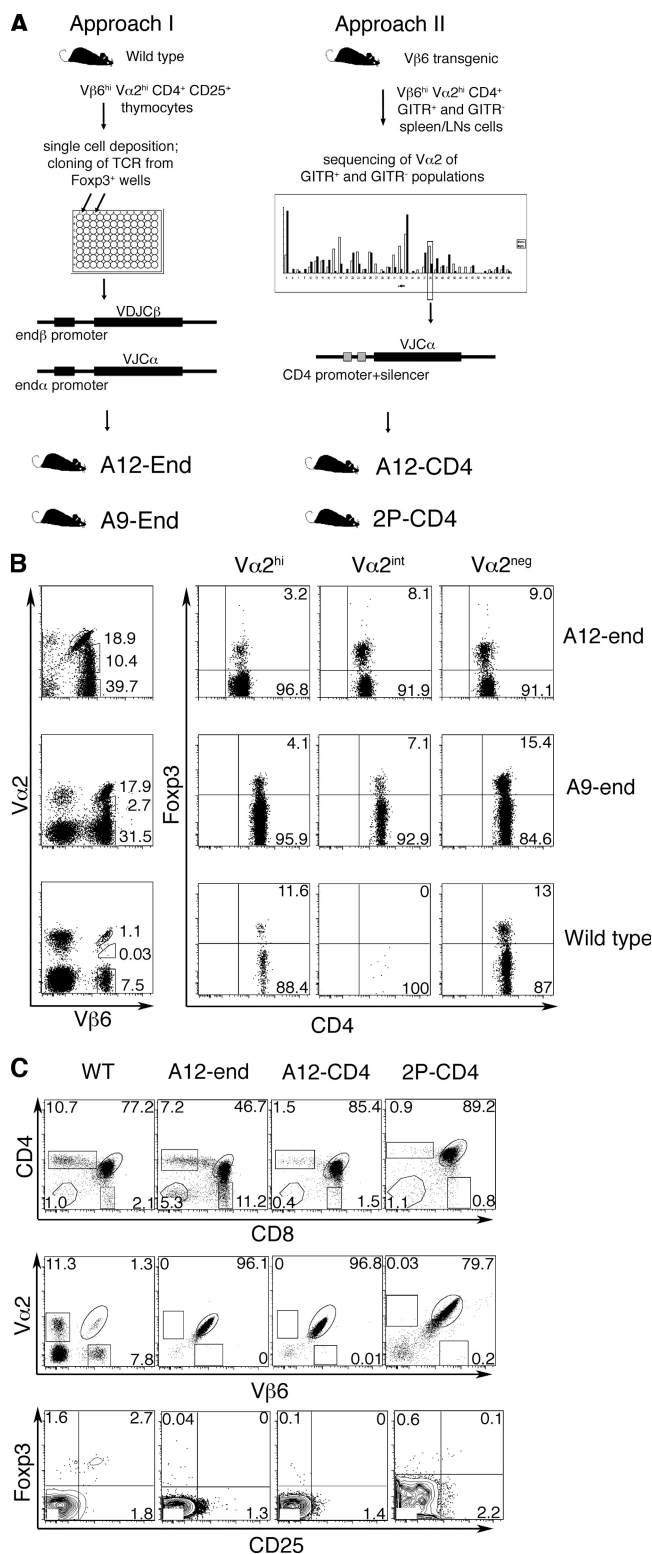 A
Approach I
Approach II
Wild type
Vβ6 transgenic
Vβ6hi Vα2hi CD4+ CD25+
thymocytes
Vβ6hi Vα2hi CD4+
GITR+ and GITR-
spleen/LNs cells
single cell deposition;
cloning of TCR from
Foxp3+ wells
sequencing of Vα2 of
GITR+ and GITR- populations
VDJCβ
endβ promoter
VJCα
endα promoter
VJCα
CD4 promoter+silencer
A12-End
A12-CD4
A9-End
2P-CD4
B
Vα2hi
Vα2int
Vα2neg
18.9
10.4
39.7
3.2
96.8
8.1
91.9
9.0
91.1
A12-end
17.9
2.7
31.5
4.1
95.9
7.1
92.9
15.4
84.6
A9-end
1.1
0.03
7.5
11.6
88.4
0
100
13
87
Wild type
Vα2
Foxp3
Vβ6
CD4
C
WT
A12-end
A12-CD4
2P-CD4
10.7
77.2
7.2
46.7
1.5
85.4
0.9
89.2
1.0
2.1
5.3
11.2
0.4
1.5
1.1
0.8
CD4
CD8
11.3
1.3
0
96.1
0
96.8
0.03
79.7
7.8
0
0.01
0.2
Vα2
Vβ6
1.6
2.7
0.04
0
0.1
0
0.6
0.1
1.8
1.3
1.4
2.2
Foxp3
CD25